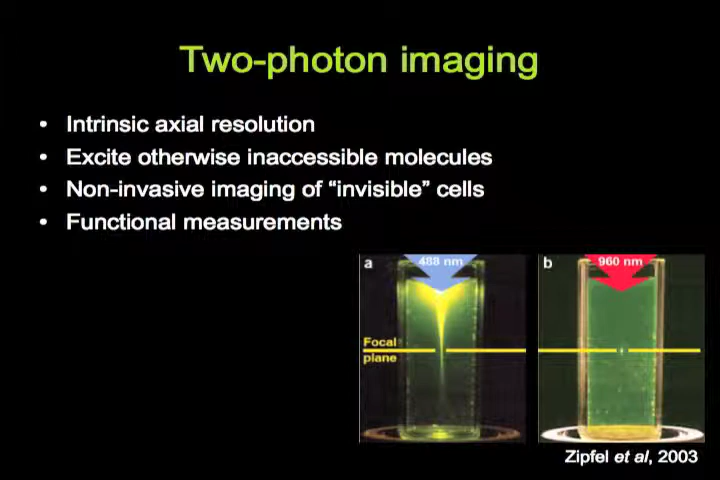 Two-photon imaging
• Intrinsic axial resolution
• Excite otherwise inaccessible molecules
• Non-invasive imaging of “invisible” cells
• Functional measurements
a
488 nm
b
960 nm
Focal
plane
Zipfel et al, 2003